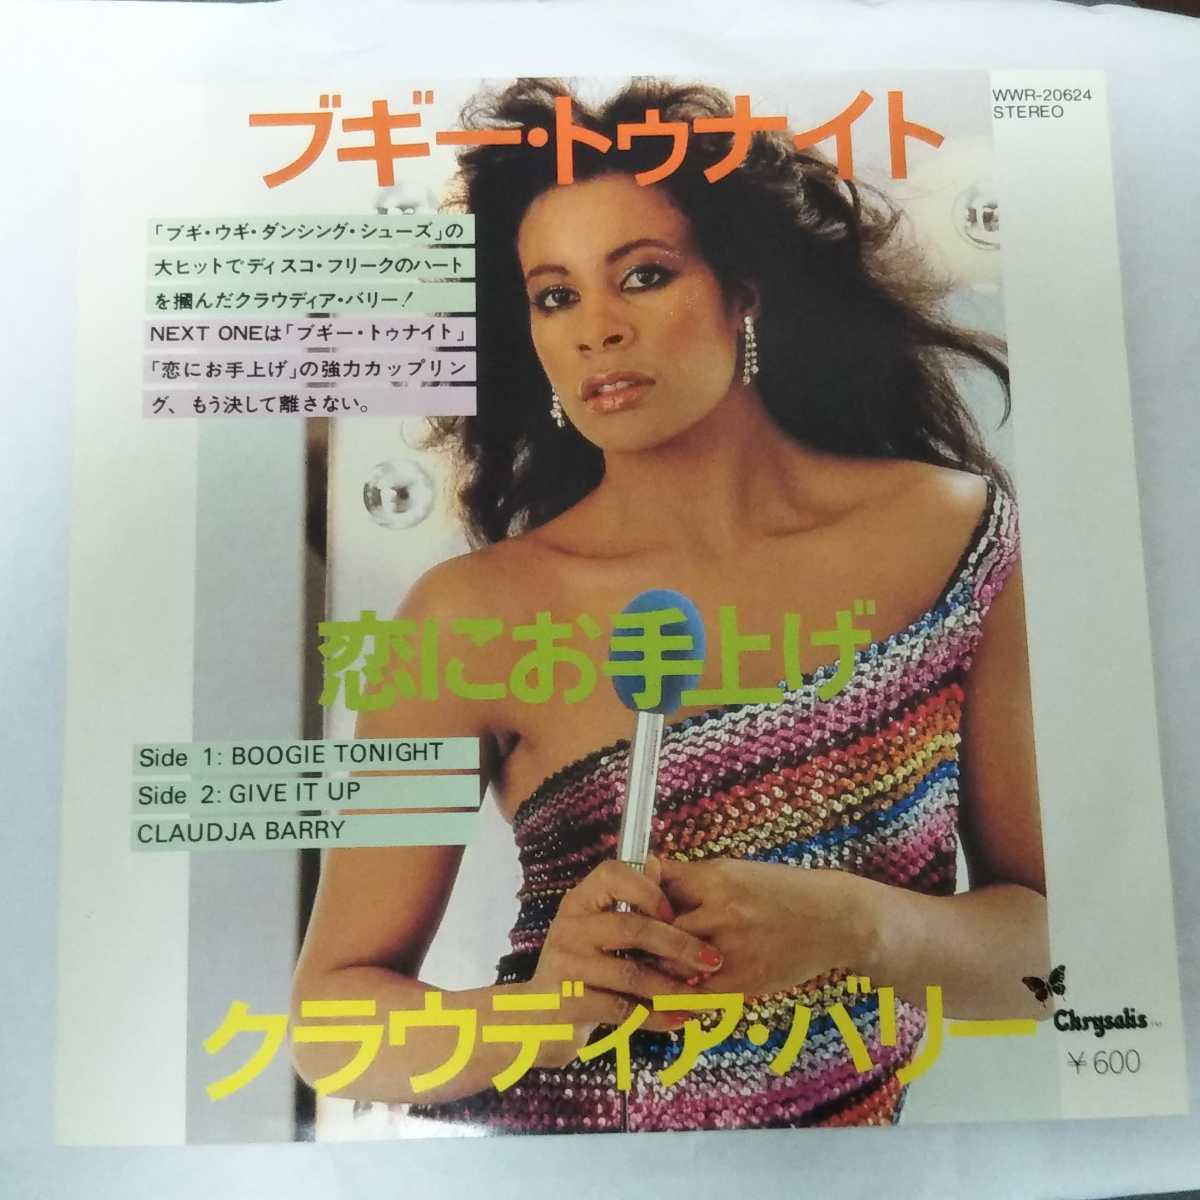 ブギー・トゥナイト
WWR-20624
STEREO
「ブギ・ウギ・ダンシング・シューズ」の
大ヒットでディスコ・フリークのハート
を掴んだクラウディア・バリー!
NEXT ONEは「ブギー・トゥナイト」
「恋にお手上げ」の強力カップリン
グ、もう決して離さない。
恋にお手上げ
Side 1: BOOGIE TONIGHT
Side 2: GIVE IT UP
CLAUDJA BARRY
クラウディア・バリー
Chrysalis
¥600